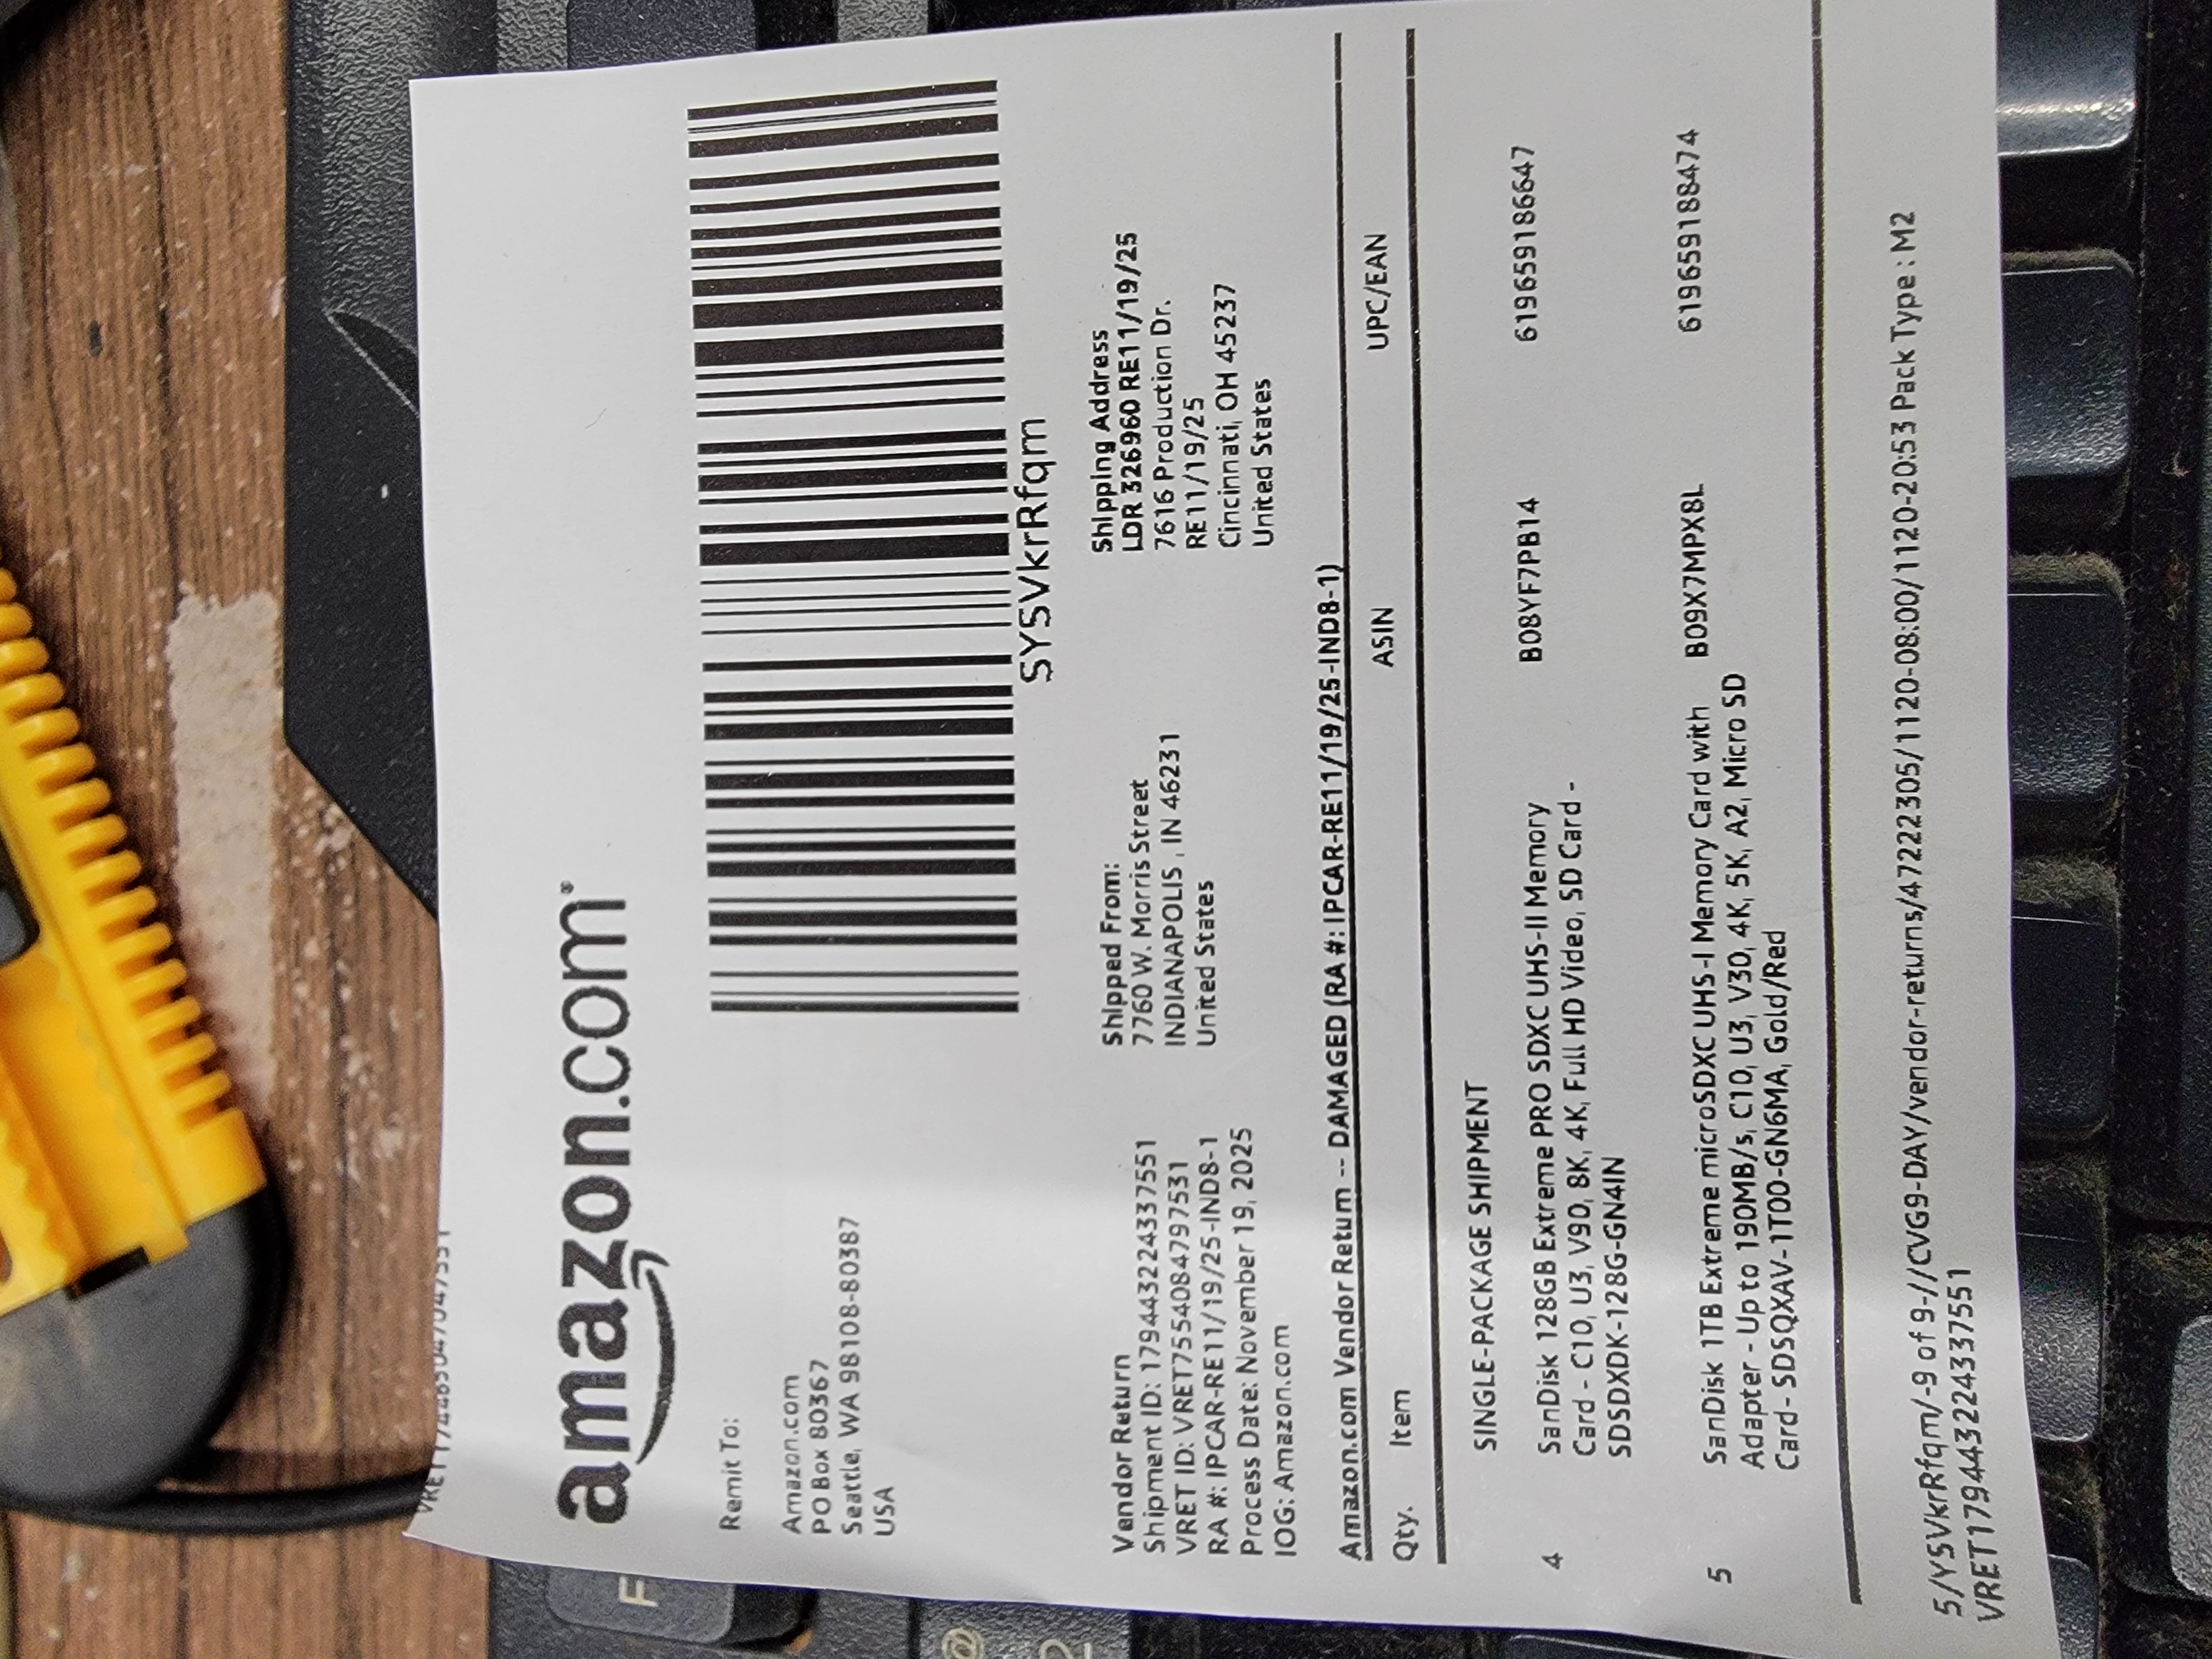 amazon.com
Remit To:
Amazon.com
PO Box 80367
Seattle, WA 98108-80387
USA
SYSVkrRfqm
Vendor Return
Shipment ID: 17944322433​7551
VRET ID: VRET7554084797531
RA #: IPCAR-RE11/19/25-IND8-1
Process Date: November 19, 2025
IOG: Amazon.com
Shipped From:
7760 W. Morris Street
INDIANAPOLIS , IN 46231
United States
Shipping Address
LDR 326960 RE11/19/25
7616 Production Dr.
RE11/19/25
Cincinnati, OH 45237
United States
Amazon.com Vendor Return -- DAMAGED (RA #: IPCAR-RE11/19/25-IND8-1)
Qty. Item ASIN UPC/EAN
SINGLE-PACKAGE SHIPMENT
4 SanDisk 128GB Extreme PRO SDXC UHS-II Memory B08YF7PB14 619659186647
Card - C10, U3, V90, 8K, 4K, Full HD Video, SD Card -
SDSDXDK-128G-GN4IN
5 SanDisk 1TB Extreme microSDXC UHS-I Memory Card with B09X7MPX8L 619659188474
Adapter - Up to 190MB/s, C10, U3, V30, 4K, 5K, A2, Micro SD
Card - SDSQXAV-1T00-GN6MA, Gold/Red
5/YSVkrRfqm/-9 of 9-//CVG9-DAY/vendor-returns/47222305/1120-08:00/1120-20:53 Pack Type : M2
VRET179443224337551
F
@
2